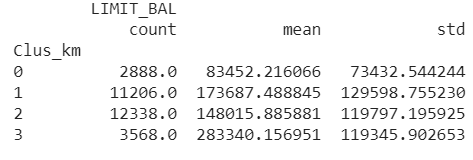 LIMIT_BAL
count mean std
Clus_km
0 2888.0 83452.216066 73432.544244
1 11206.0 173687.488845 129598.755230
2 12338.0 148015.885881 119797.195925
3 3568.0 283340.156951 119345.902653